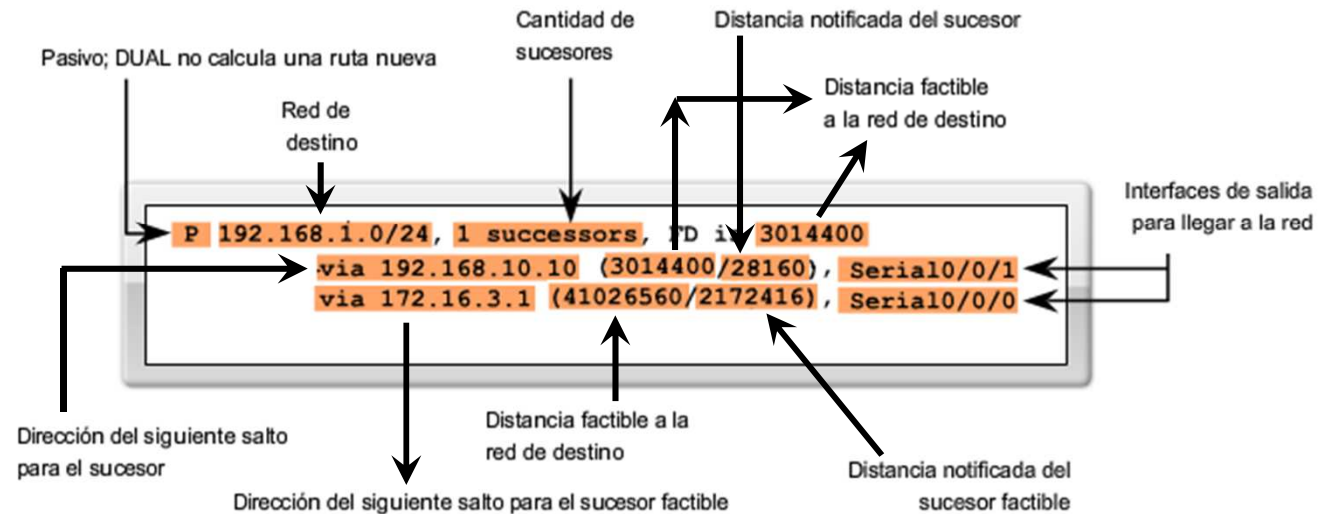 Cantidad de
sucesores
Distancia notificada del sucesor
Pasivo; DUAL no calcula una ruta nueva
Distancia factible
a la red de destino
Red de
destino
Interfaces de salida
para llegar a la red
P 192.168.1.0/24, 1 successors, FD is 3014400
via 192.168.10.10 (3014400/28160), Serial0/0/1
via 172.16.3.1 (41026560/2172416), Serial0/0/0
Dirección del siguiente salto
para el sucesor
Distancia factible a la
red de destino
Distancia notificada del
sucesor factible
Dirección del siguiente salto para el sucesor factible